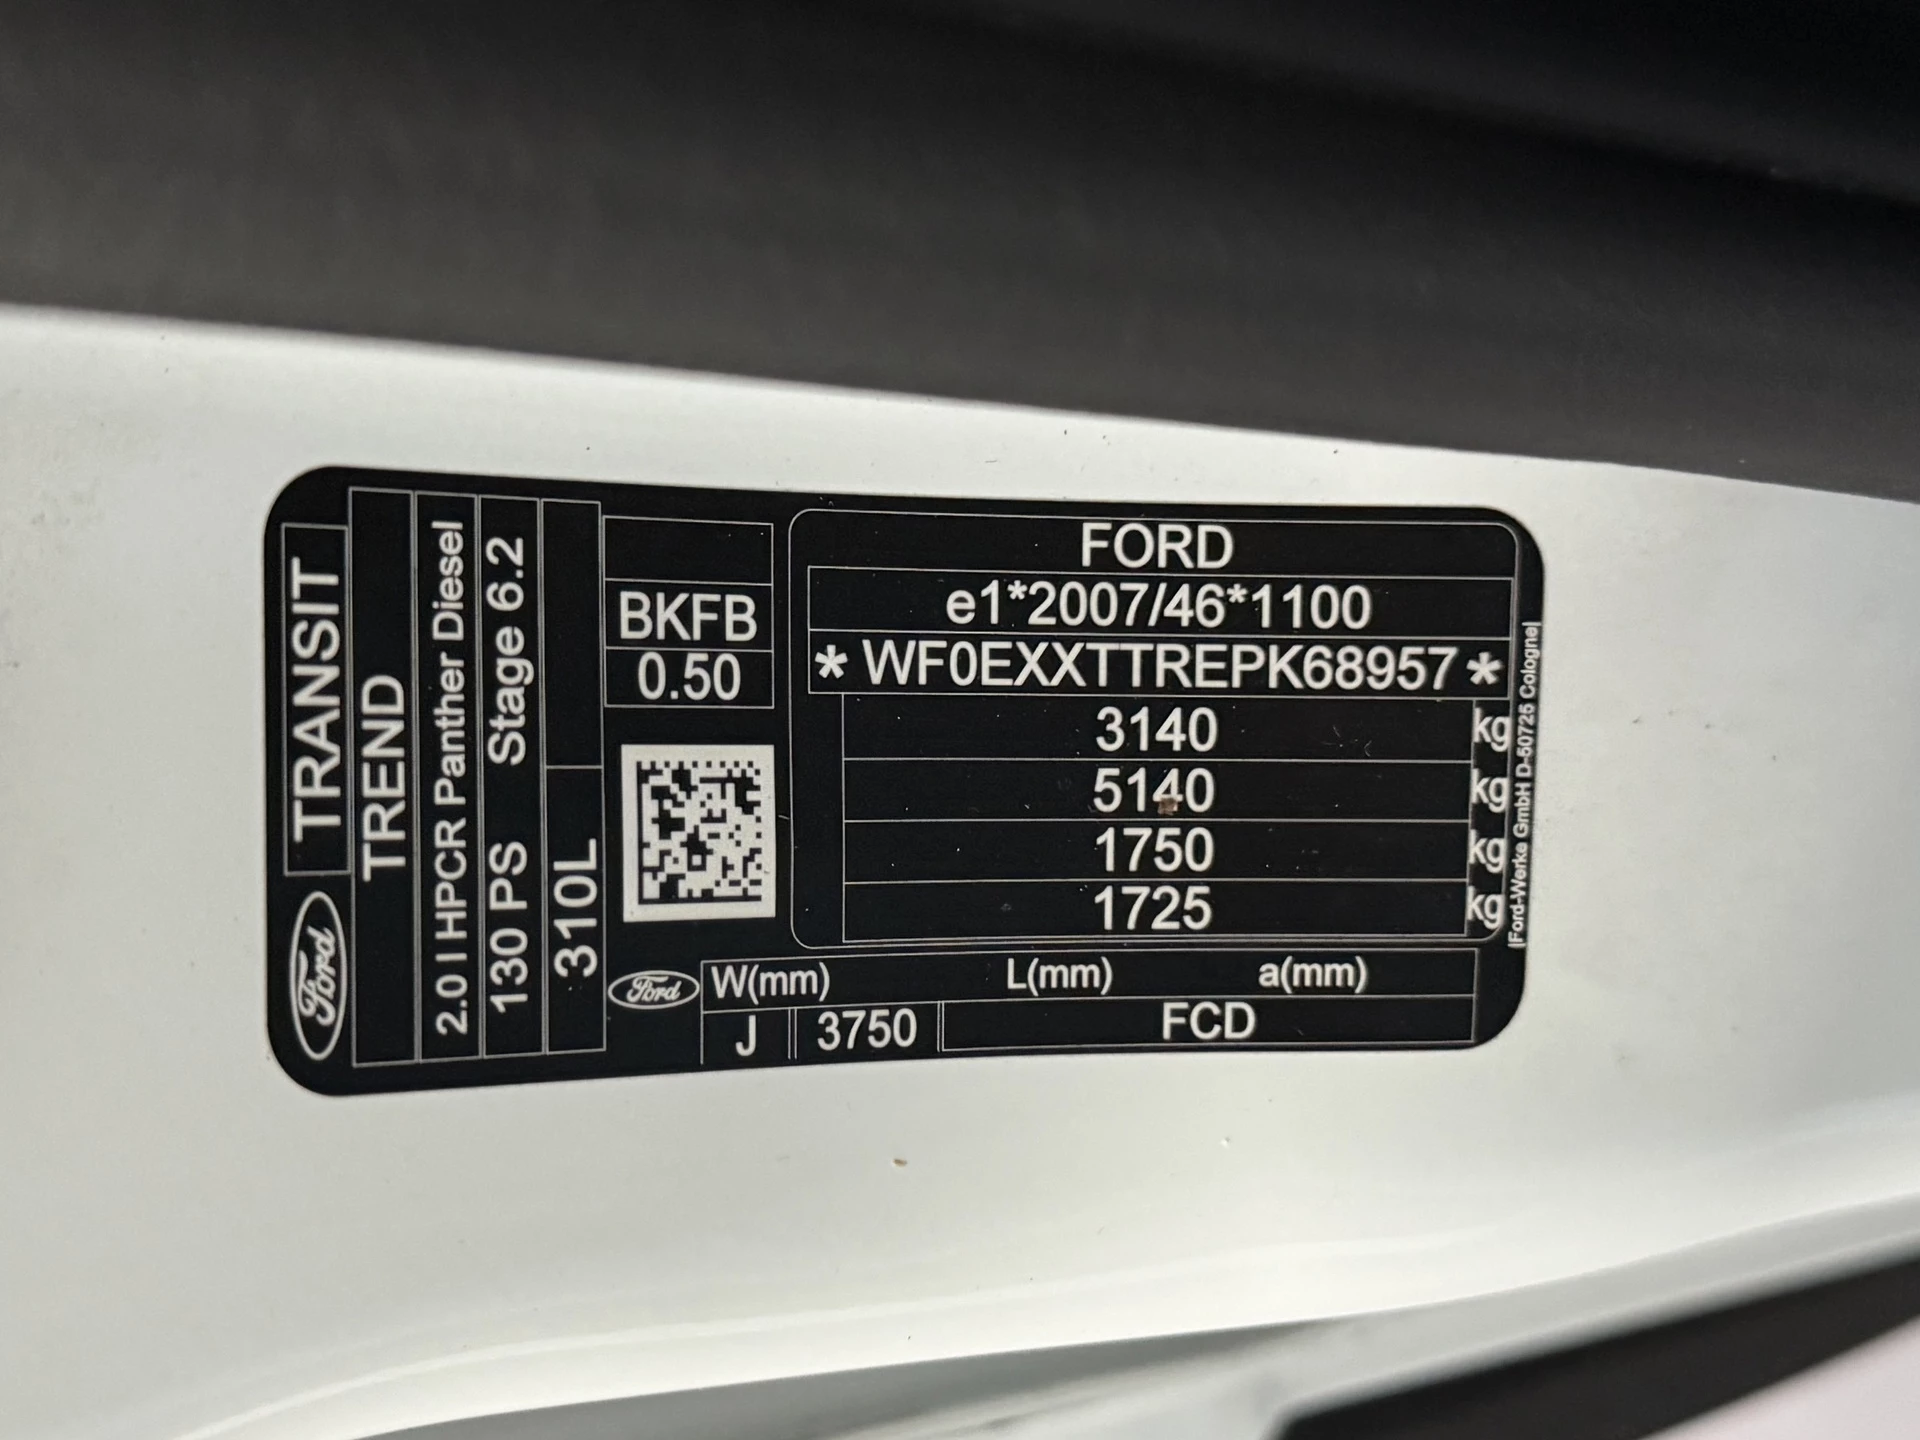 Ford TRANSIT
TREND
2.0 l HPCR Panther Diesel
130 PS Stage 6.2
310L
BKFB
0.50
FORD
e1*2007/46*1100
*WF0EXXTTREPK68957*
3140 kg
5140 kg
1750 kg
1725 kg
Ford W(mm) L(mm) a(mm)
J 3750 FCD
Ford-Werke GmbH D-50725 Cologne